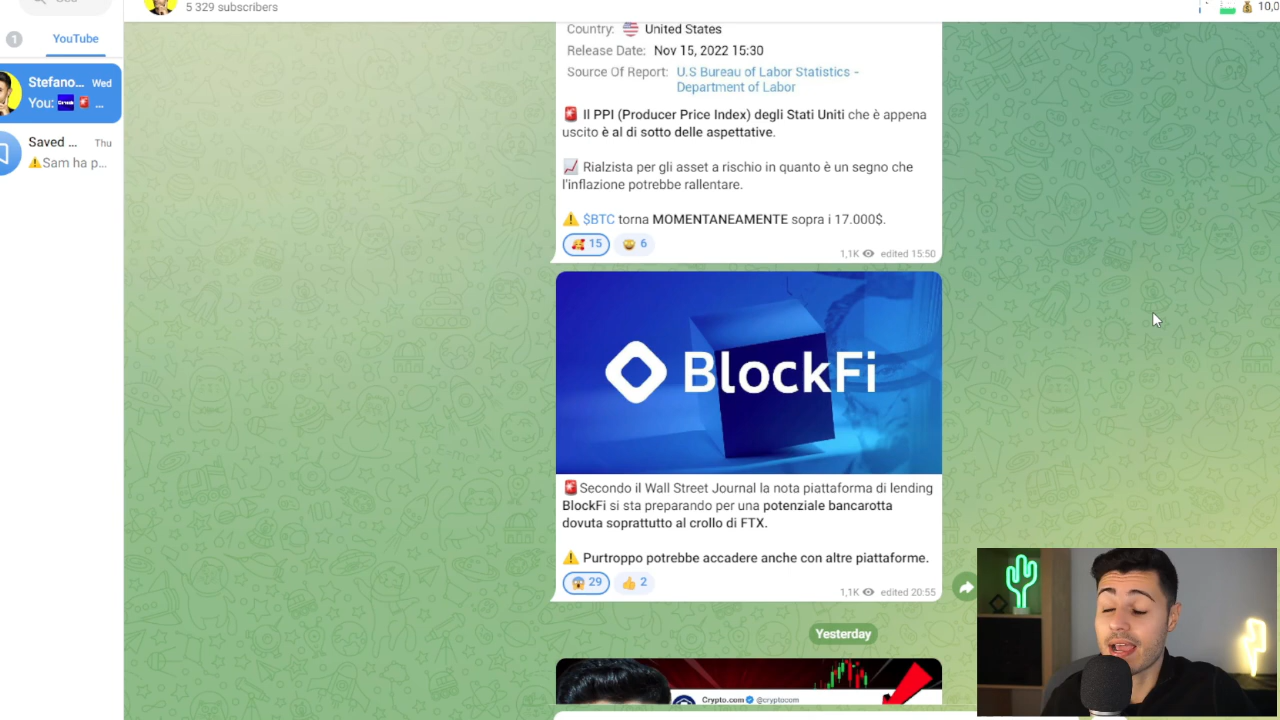 5 329 subscribers
10,0
1
YouTube
Stefano... Wed
You: ...
Saved ... Thu
⚠️Sam ha p...
Country: 🇺🇸 United States
Release Date: Nov 15, 2022 15:30
Source Of Report: U.S Bureau of Labor Statistics -
Department of Labor
🚨 Il PPI (Producer Price Index) degli Stati Uniti che è appena
uscito è al di sotto delle aspettative.
📈 Rialzista per gli asset a rischio in quanto è un segno che
l'inflazione potrebbe rallentare.
⚠️ $BTC torna MOMENTANEAMENTE sopra i 17.000$.
🥰 15 🤣 6
1,1K edited 15:50
BlockFi
🚨Secondo il Wall Street Journal la nota piattaforma di lending
BlockFi si sta preparando per una potenziale bancarotta
dovuta soprattutto al crollo di FTX.
⚠️ Purtroppo potrebbe accadere anche con altre piattaforme.
😱 29 👍 2
1,1K edited 20:55
Yesterday
Crypto.com @cryptocom